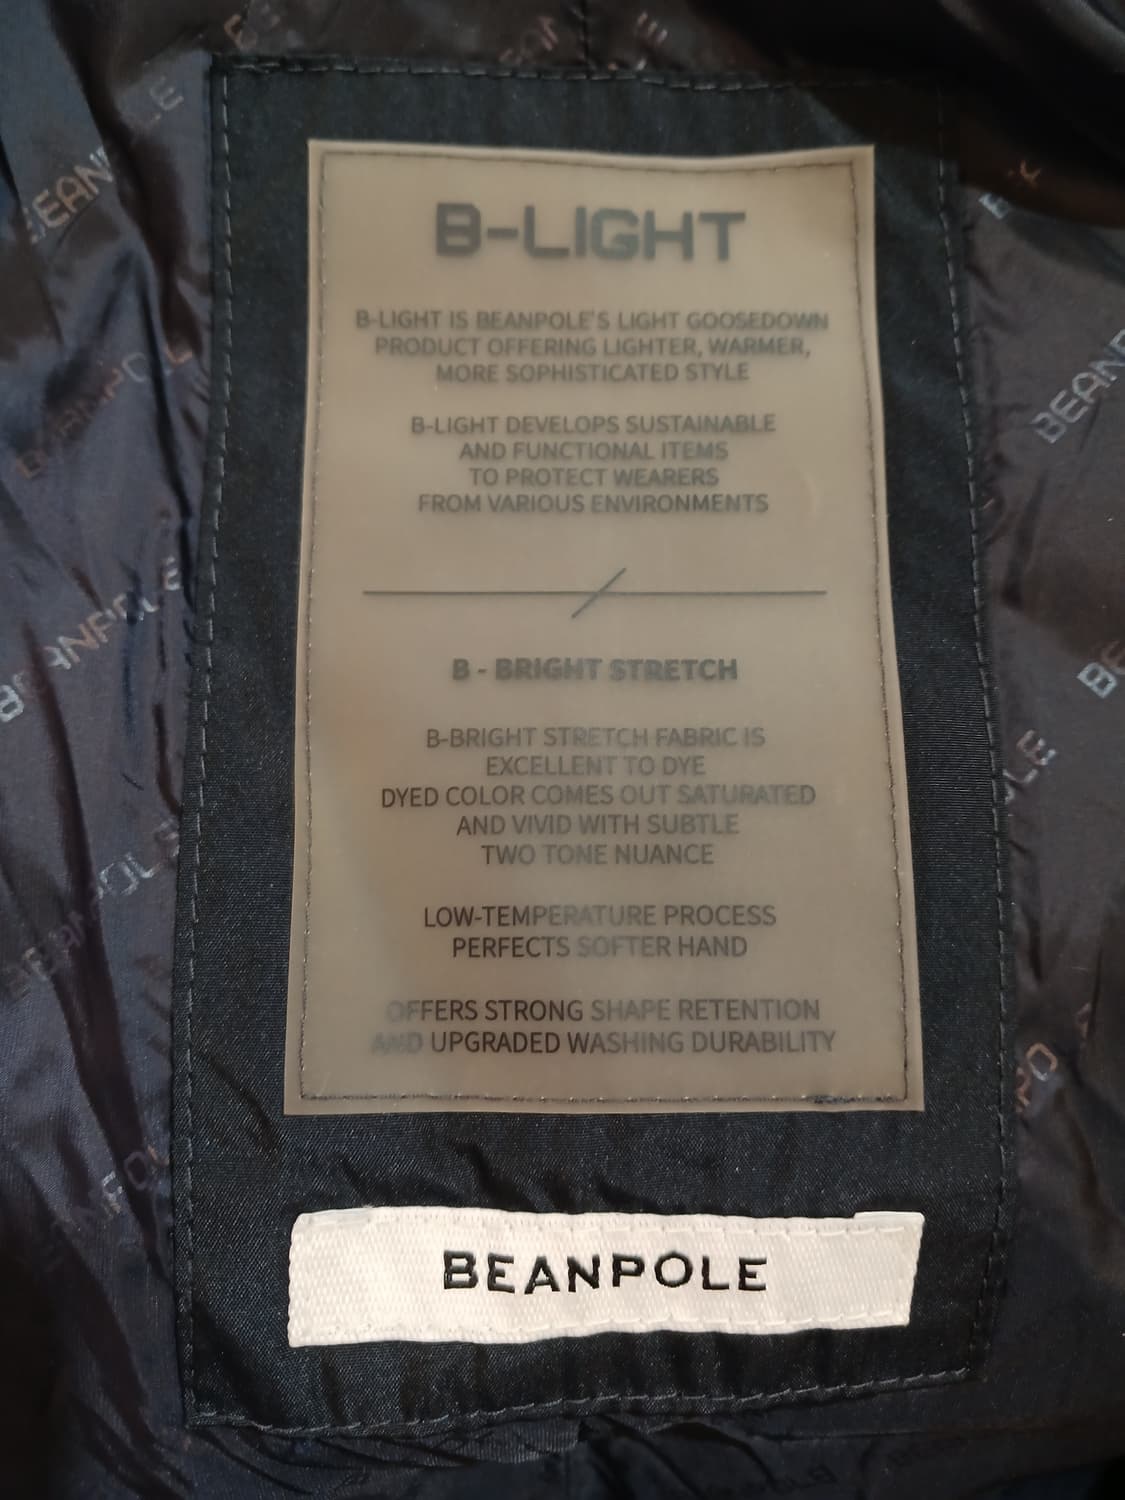 B-LIGHT
B-LIGHT IS BEANPOLE'S LIGHT GOOSEDOWN
PRODUCT OFFERING LIGHTER, WARMER,
MORE SOPHISTICATED STYLE
B-LIGHT DEVELOPS SUSTAINABLE
AND FUNCTIONAL ITEMS
TO PROTECT WEARERS
FROM VARIOUS ENVIRONMENTS
B - BRIGHT STRETCH
B-BRIGHT STRETCH FABRIC IS
EXCELLENT TO DYE
DYED COLOR COMES OUT SATURATED
AND VIVID WITH SUBTLE
TWO TONE NUANCE
LOW-TEMPERATURE PROCESS
PERFECTS SOFTER HAND
OFFERS STRONG SHAPE RETENTION
AND UPGRADED WASHING DURABILITY
BEANPOLE
BEANPOLE
BEANPOLE
BEANPOLE